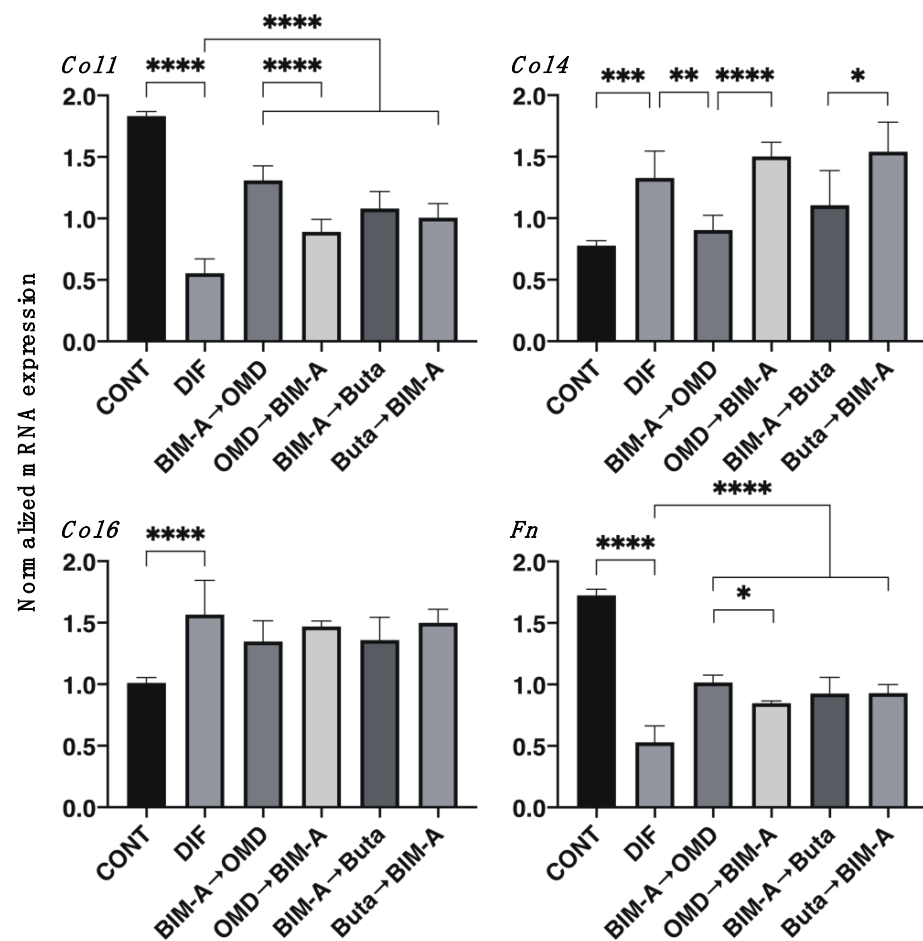 Normalized mRNA expression
****
Col1
****
****
2.0
1.5
1.0
0.5
0.0
CONT
DIF
BIM-A→OMD
OMD→BIM-A
BIM-A→Buta
Buta→BIM-A
Col4
***
**
****
*
2.0
1.5
1.0
0.5
0.0
CONT
DIF
BIM-A→OMD
OMD→BIM-A
BIM-A→Buta
Buta→BIM-A
Col6
****
2.0
1.5
1.0
0.5
0.0
CONT
DIF
BIM-A→OMD
OMD→BIM-A
BIM-A→Buta
Buta→BIM-A
****
Fn
****
*
2.0
1.5
1.0
0.5
0.0
CONT
DIF
BIM-A→OMD
OMD→BIM-A
BIM-A→Buta
Buta→BIM-A